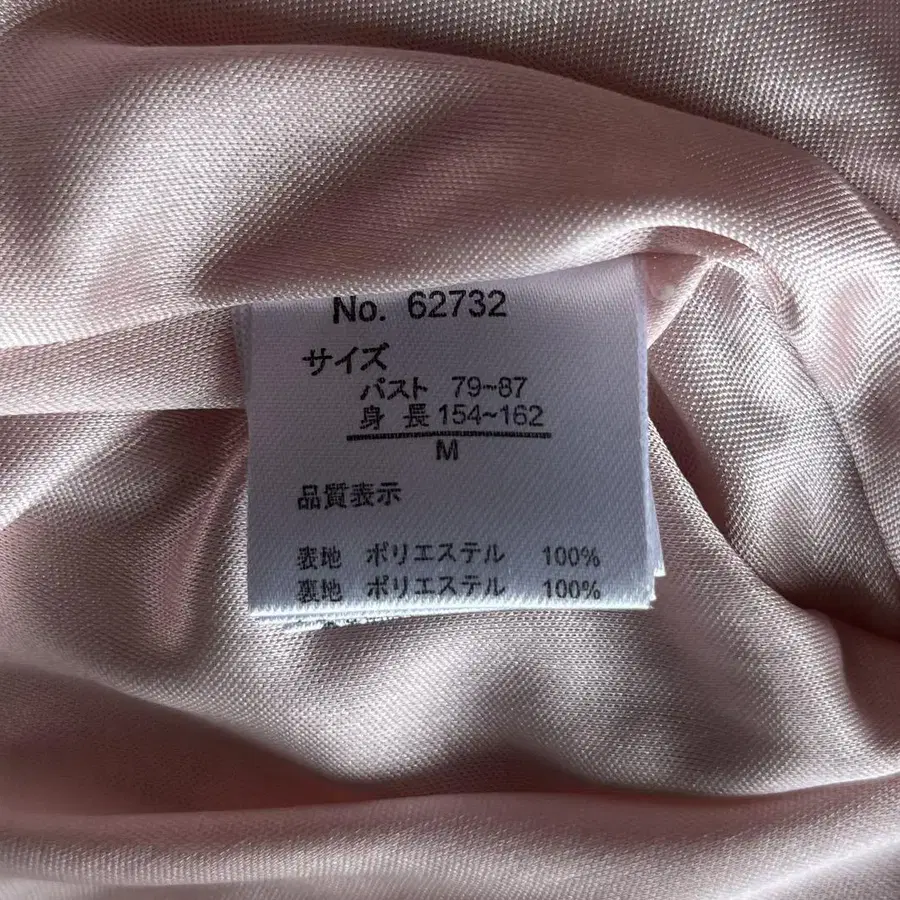 No. 62732
サイズ
バスト 79~87
身長 154~162
M
品質表示
表地 ポリエステル 100%
裏地 ポリエステル 100%